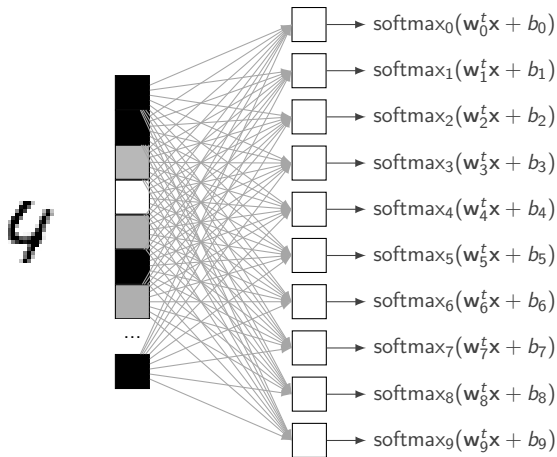 4
...
softmax₀(𝐰₀ᵗ𝐱 + b₀)
softmax₁(𝐰₁ᵗ𝐱 + b₁)
softmax₂(𝐰₂ᵗ𝐱 + b₂)
softmax₃(𝐰₃ᵗ𝐱 + b₃)
softmax₄(𝐰₄ᵗ𝐱 + b₄)
softmax₅(𝐰₅ᵗ𝐱 + b₅)
softmax₆(𝐰₆ᵗ𝐱 + b₆)
softmax₇(𝐰₇ᵗ𝐱 + b₇)
softmax₈(𝐰₈ᵗ𝐱 + b₈)
softmax₉(𝐰₉ᵗ𝐱 + b₉)